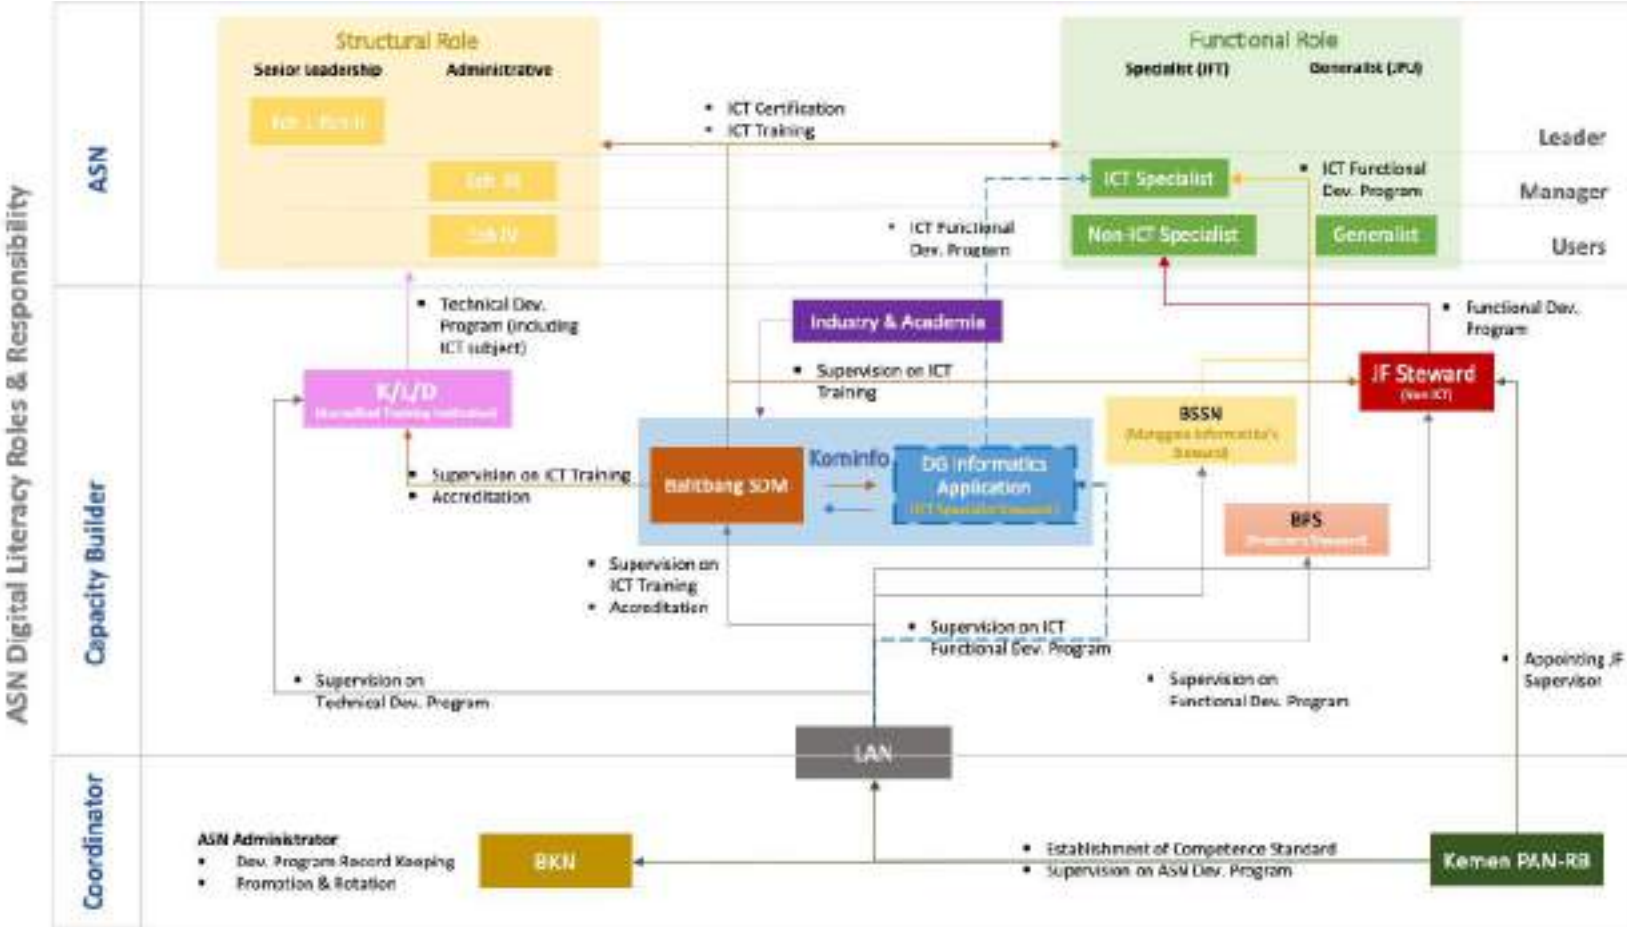 ASN Digital Literacy Roles & Responsibility
ASN
Structural Role
Senior Leadership
Administrative
Functional Role
Specialist (JFT)
Generalist (JFU)
▪ ICT Certification
▪ ICT Training
Leader
Manager
Users
ICT Specialist
▪ ICT Functional
Dev. Program
▪ ICT Functional
Dev. Program
Non-ICT Specialist
Generalist
Capacity Builder
▪ Technical Dev.
Program (including
ICT subject)
Industry & Academia
▪ Functional Dev.
Program
K/L/D
(Accredited Training Institution)
▪ Supervision on ICT
Training
JF Steward
(Non ICT)
BSSN
▪ Supervision on ICT Training
▪ Accreditation
Balitbang SDM
Kominfo
DG Informatics
Application
BPS
▪ Supervision on
ICT Training
▪ Accreditation
▪ Supervision on ICT
Functional Dev. Program
▪ Supervision on
Technical Dev. Program
▪ Supervision on
Functional Dev. Program
▪ Appointing JF
Supervisor
LAN
Coordinator
ASN Administrator
▪ Dev. Program Record Keeping
▪ Promotion & Rotation
BKN
▪ Establishment of Competence Standard
▪ Supervision on ASN Dev. Program
Kemen PAN-RB